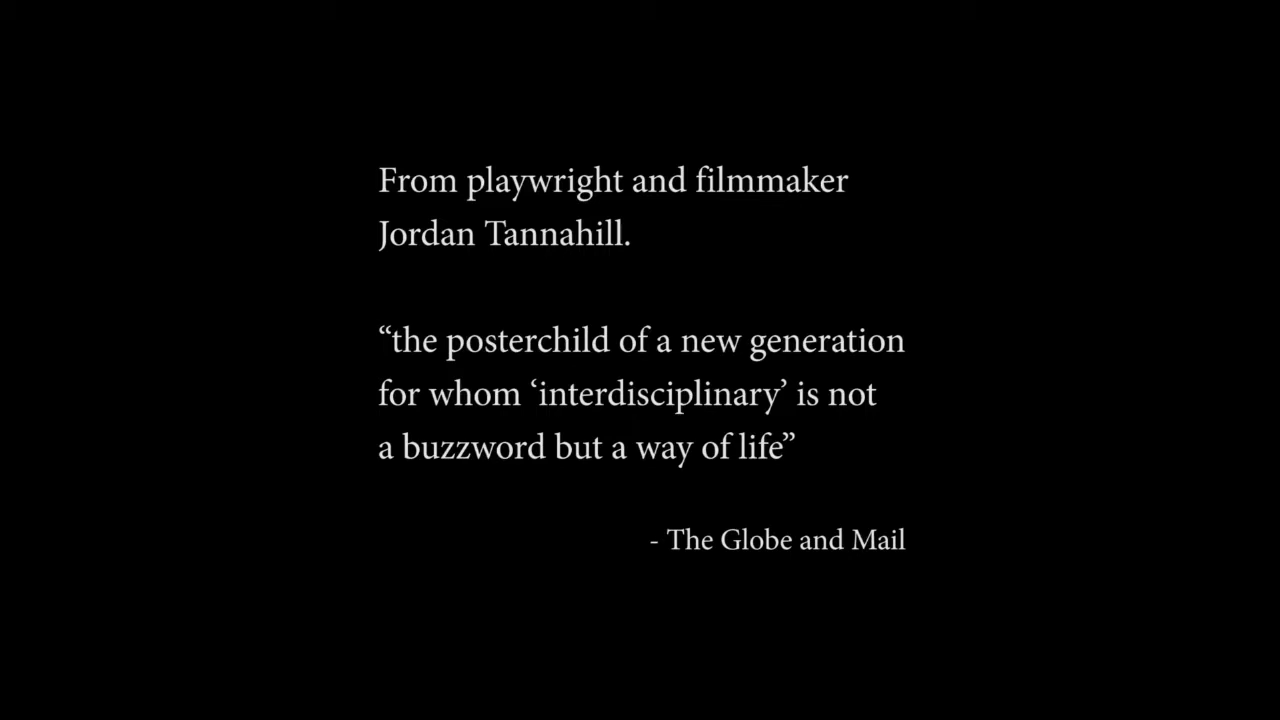 From playwright and filmmaker
Jordan Tannahill.
“the posterchild of a new generation
for whom ‘interdisciplinary’ is not
a buzzword but a way of life”
- The Globe and Mail